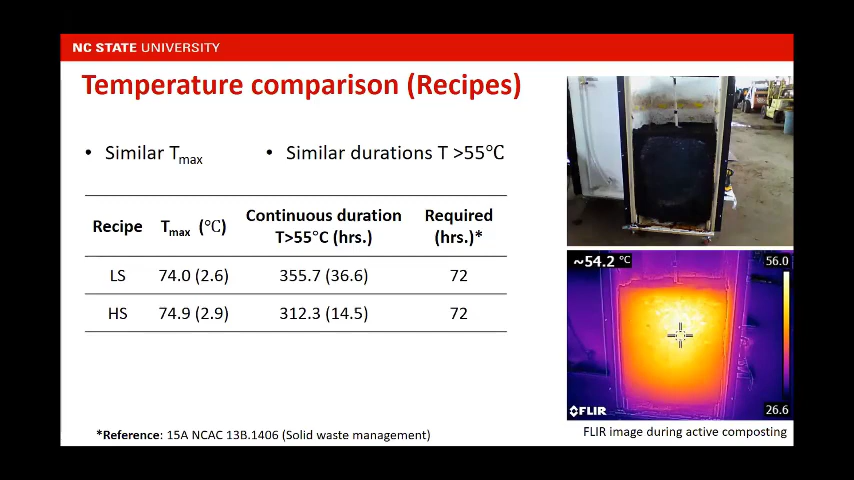 NC STATE UNIVERSITY
Temperature comparison (Recipes)
• Similar Tmax
• Similar durations T >55℃
Recipe Tmax (℃) Continuous duration T>55°C (hrs.) Required (hrs.)*
LS 74.0 (2.6) 355.7 (36.6) 72
HS 74.9 (2.9) 312.3 (14.5) 72
*Reference: 15A NCAC 13B.1406 (Solid waste management)
~54.2 °C
56.0
26.6
FLIR
FLIR image during active composting